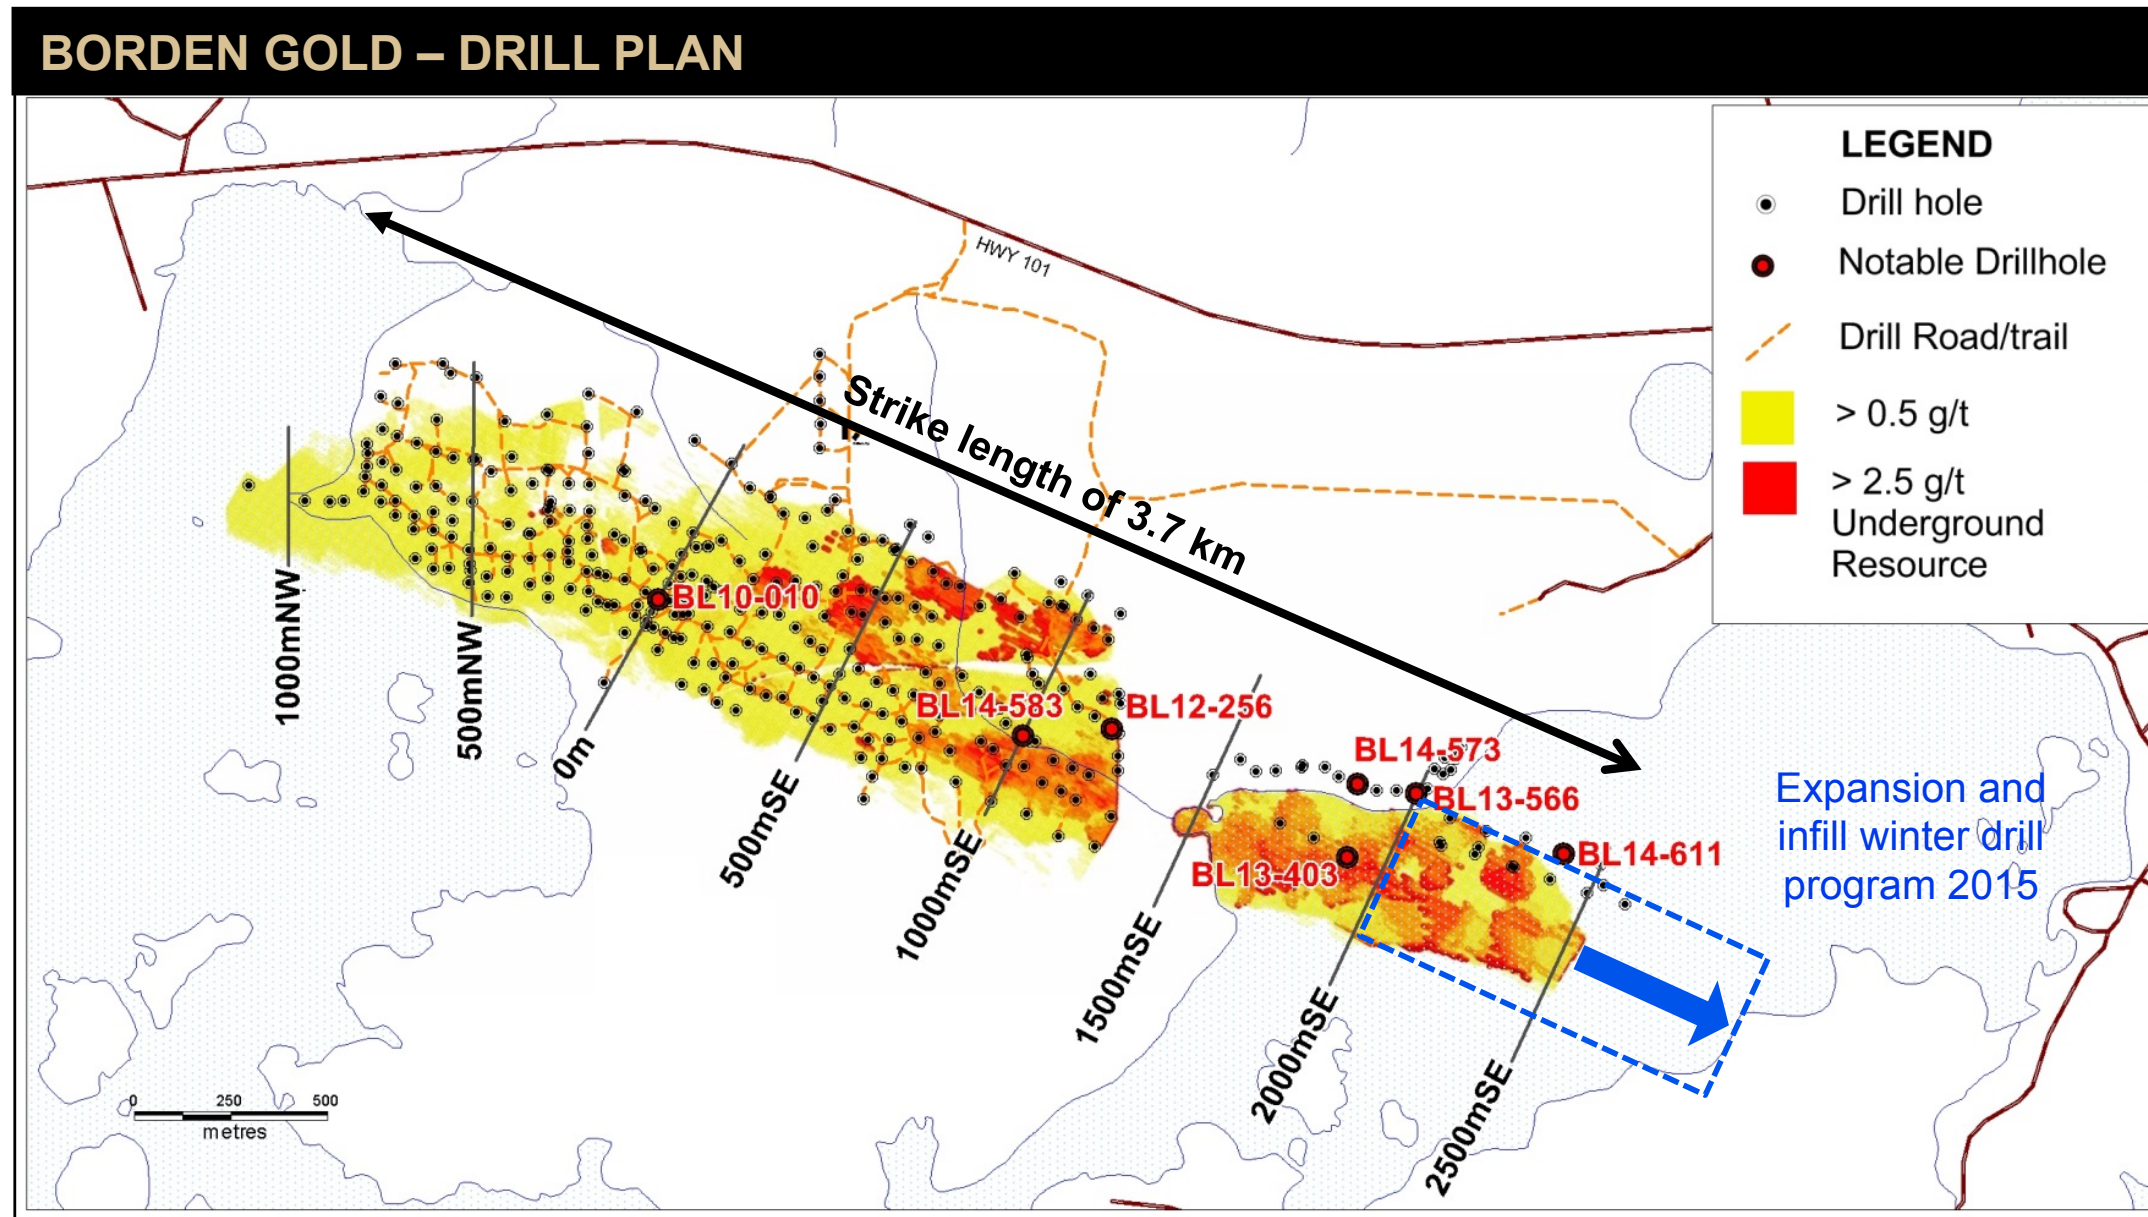 BORDEN GOLD – DRILL PLAN
LEGEND
Drill hole
Notable Drillhole
Drill Road/trail
> 0.5 g/t
> 2.5 g/t
Underground
Resource
HWY 101
Strike length of 3.7 km
1000mNW
500mNW
0m
500mSE
1000mSE
1500mSE
2000mSE
2500mSE
BL10-010
BL14-583
BL12-256
BL14-573
BL13-566
BL13-403
BL14-611
Expansion and
infill winter drill
program 2015
0 250 500
metres